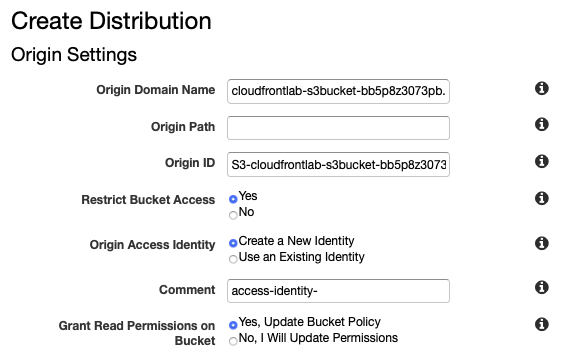 Create Distribution
Origin Settings
Origin Domain Name cloudfrontlab-s3bucket-bb5p8z3073pb.
Origin Path
Origin ID S3-cloudfrontlab-s3bucket-bb5p8z3073
Restrict Bucket Access Yes
No
Origin Access Identity Create a New Identity
Use an Existing Identity
Comment access-identity-
Grant Read Permissions on Yes, Update Bucket Policy
Bucket No, I Will Update Permissions